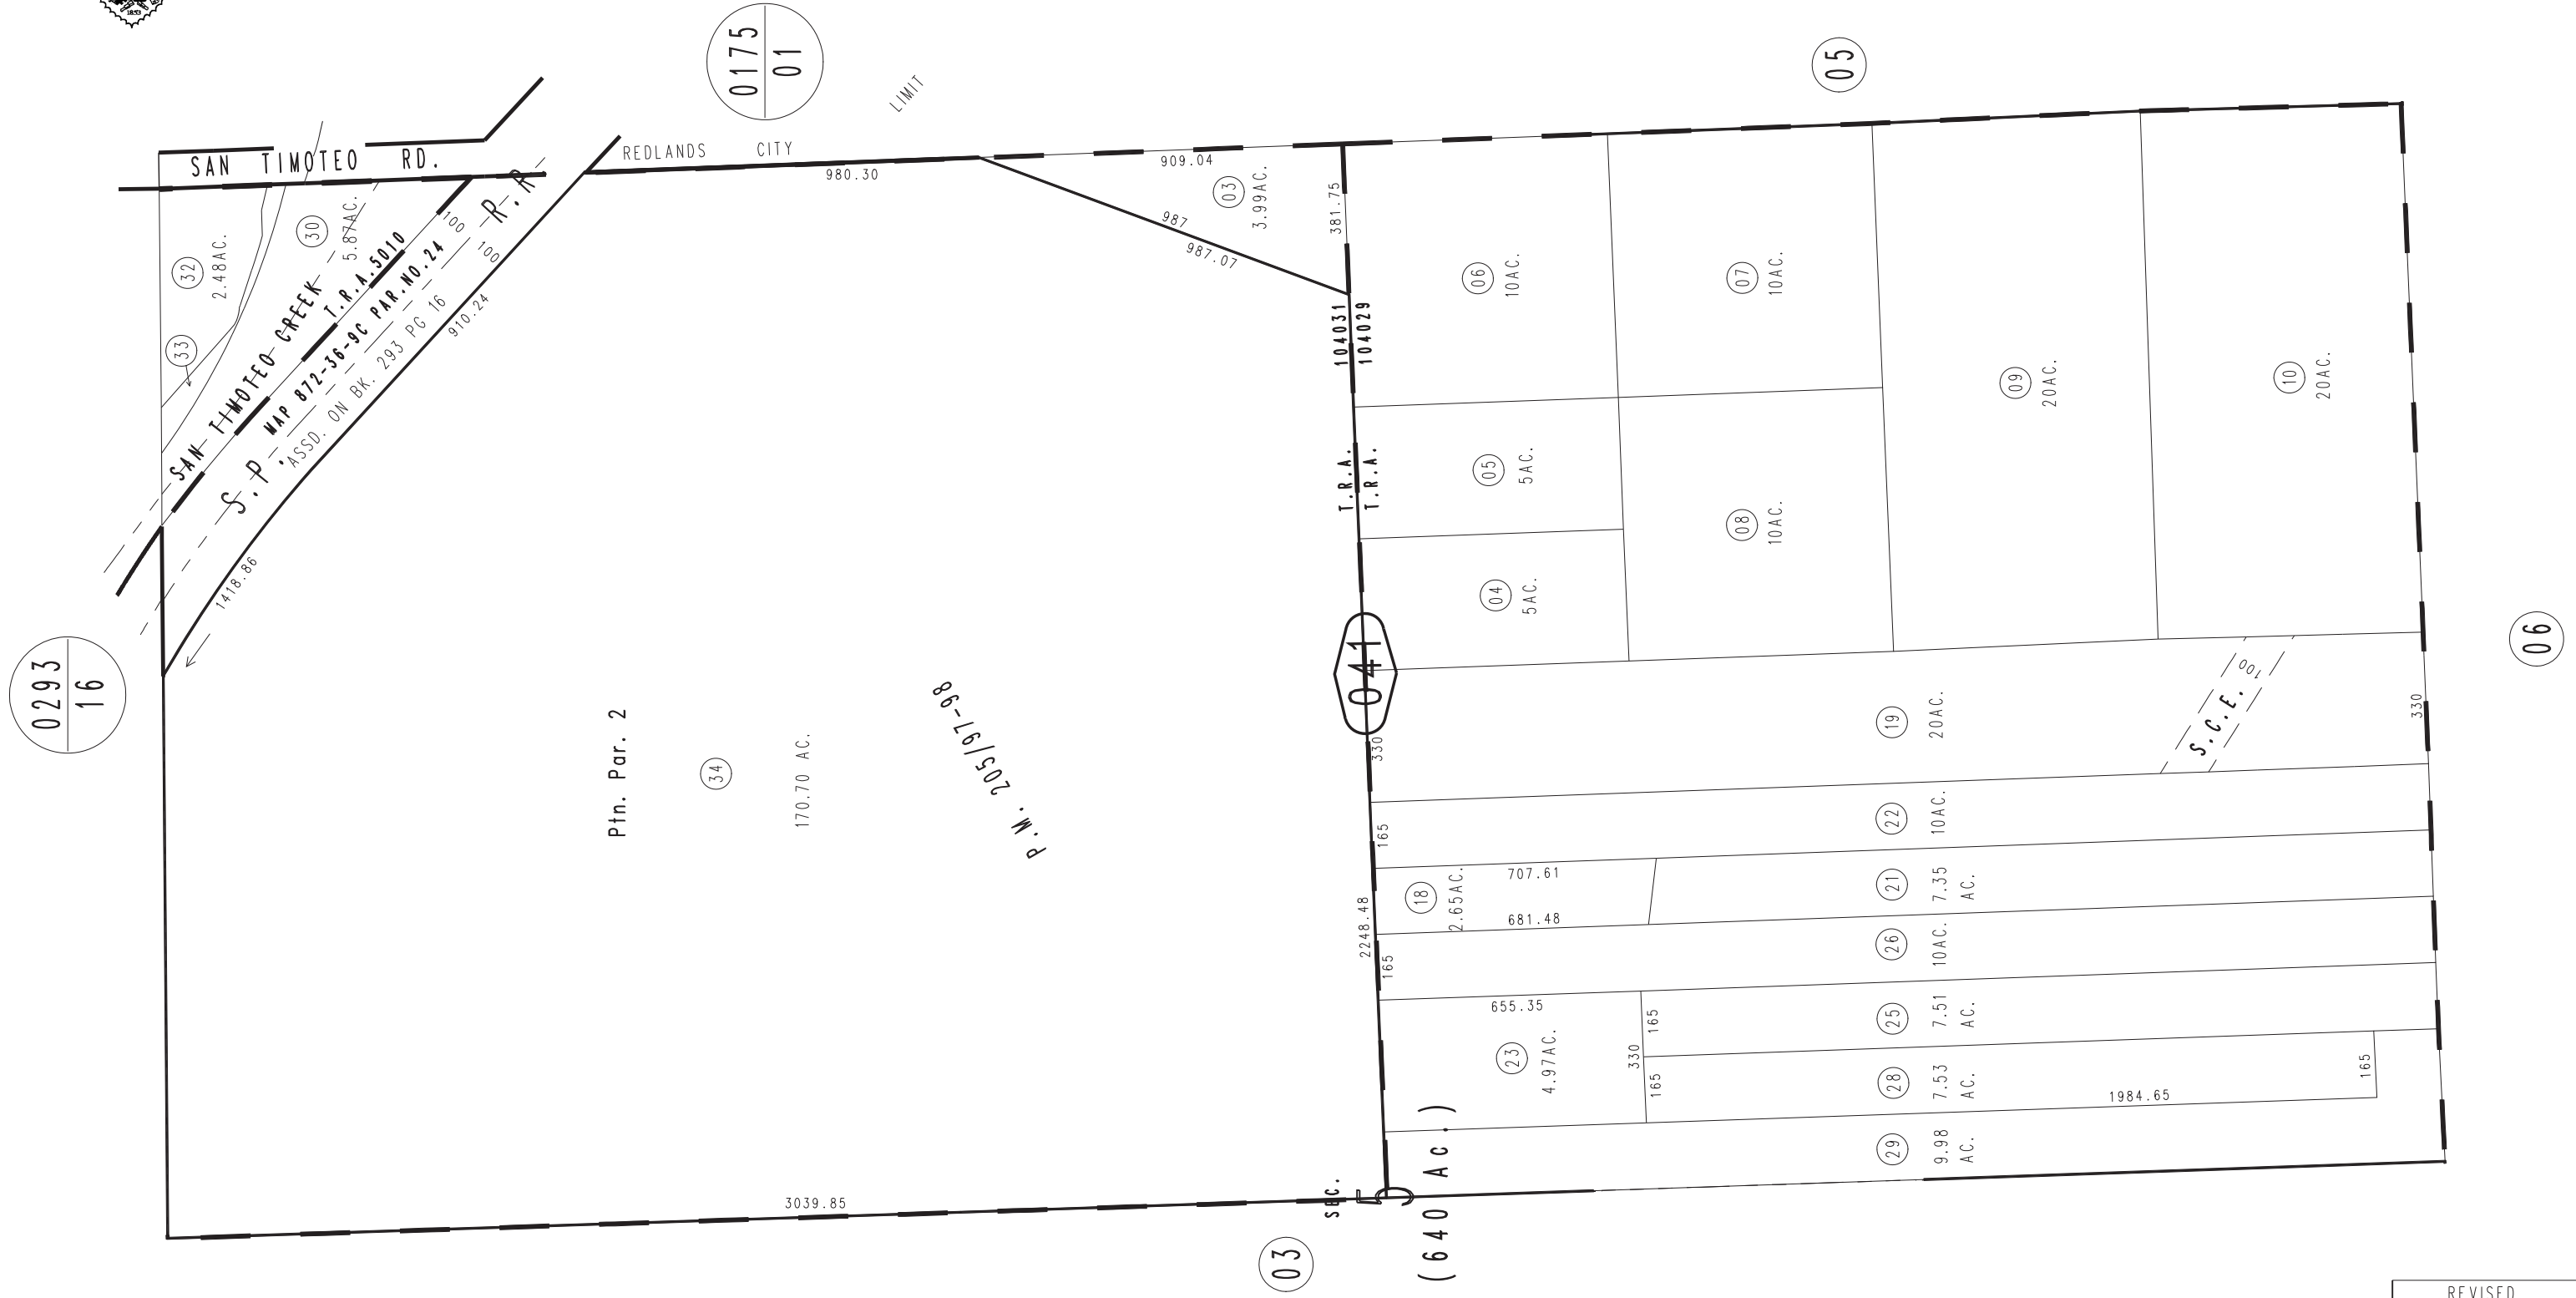 1853
0175
01
LIMIT
05
SAN TIMOTEO RD.
REDLANDS CITY
980.30
909.04
R.R
100
100
30
5.87AC.
32
2.48AC.
33
SAN TIMOTEO CREEK
T.R.A.5010
MAP 872-36-9C PAR.NO.24
ASSD. ON BK. 293 PG 16
S.P.
910.24
1418.86
03
3.99AC.
987
987.07
381.75
104031
104029
T.R.A.
T.R.A.
06
10AC.
07
10AC.
05
5AC.
04
5AC.
08
10AC.
09
20AC.
10
20AC.
0293
16
Ptn. Par. 2
34
170.70 AC.
P.M. 205/97-98
041
330
19
20AC.
S.C.E.
100
330
06
165
22
10AC.
707.61
18
2.65AC.
681.48
21
7.35
AC.
2248.48
165
26
10AC.
655.35
23
4.97AC.
330
165
165
25
7.51
AC.
28
7.53
AC.
1984.65
165
29
9.98
AC.
3039.85
SEC.
(640 Ac.)
03
REVISED